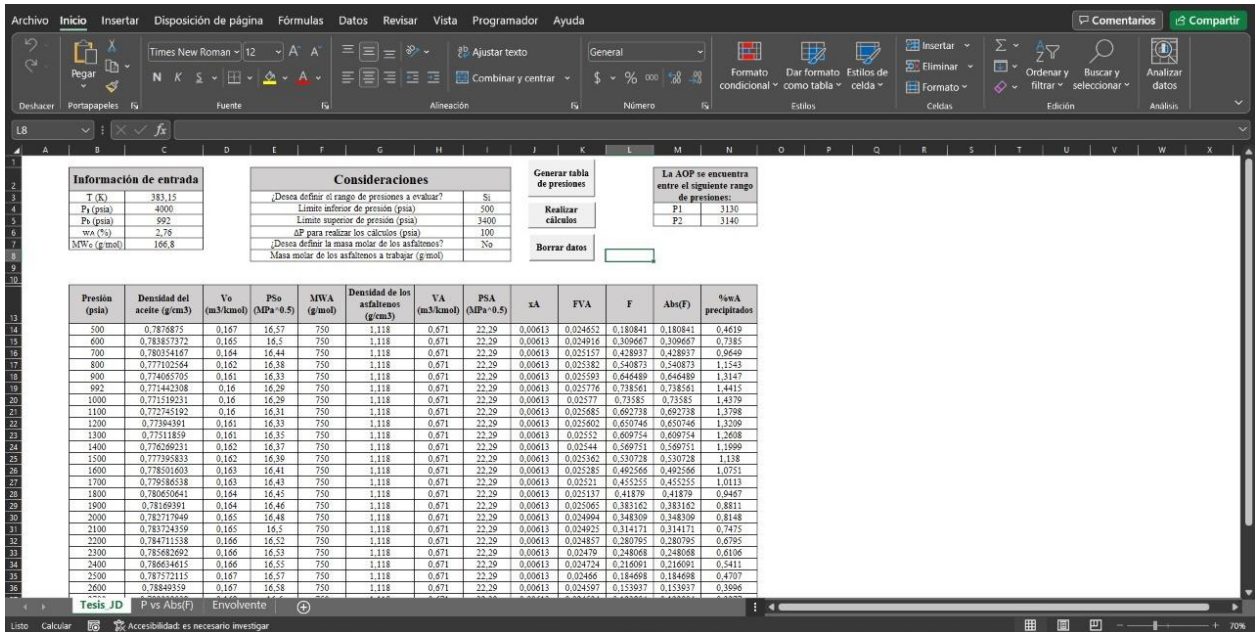 Archivo Inicio Insertar Disposición de página Fórmulas Datos Revisar Vista Programador Ayuda Comentarios Compartir
Pegar Times New Roman 12 Ajustar texto General Formato condicional Dar formato como tabla Estilos de celda Insertar Ordenar y filtrar Buscar y seleccionar Analizar datos
N K S Combinar y centrar $ % 000 Eliminar
Formato
Deshacer Portapapeles Fuente Alineación Número Estilos Celdas Edición Análisis
L8 fx
A B C D E F G H I J K L M N O P Q R S T U V W X
Información de entrada
T (K) 383,15
P (psia) 4000
Pb (psia) 992
wA (%) 2,76
MWo (g/mol) 166,8
Consideraciones
¿Desea definir el rango de presiones a evaluar? Si
Limite inferior de presión (psia) 500
Limite superior de presión (psia) 3400
ΔP para realizar los cálculos (psia) 100
¿Desea definir la masa molar de los asfaltenos? No
Masa molar de los asfaltenos a trabajar (g/mol)
Generar tabla de presiones
Realizar cálculos
Borrar datos
La AOP se encuentra entre el siguiente rango de presiones:
P1 3130
P2 3140
Presión (psia) Densidad del aceite (g/cm3) Vo (m3/kmol) PSo (MPa^0.5) MWA (g/mol) Densidad de los asfaltenos (g/cm3) VA (m3/kmol) PSA (MPa^0.5) xA FVA F Abs(F) %wA precipitados
14 500 0,7876875 0,167 16,57 750 1,118 0,671 22,29 0,00613 0,024652 0,180841 0,180841 0,4619
15 600 0,783857372 0,165 16,5 750 1,118 0,671 22,29 0,00613 0,024916 0,309667 0,309667 0,7385
16 700 0,780354167 0,164 16,44 750 1,118 0,671 22,29 0,00613 0,025157 0,428937 0,428937 0,9649
17 800 0,777102564 0,162 16,38 750 1,118 0,671 22,29 0,00613 0,025382 0,540873 0,540873 1,1543
18 900 0,774065705 0,161 16,33 750 1,118 0,671 22,29 0,00613 0,025593 0,646489 0,646489 1,3147
19 992 0,771442308 0,16 16,29 750 1,118 0,671 22,29 0,00613 0,025776 0,738561 0,738561 1,4415
20 1000 0,771519231 0,16 16,29 750 1,118 0,671 22,29 0,00613 0,02577 0,73585 0,73585 1,4379
21 1100 0,772745192 0,16 16,31 750 1,118 0,671 22,29 0,00613 0,025685 0,692738 0,692738 1,3798
22 1200 0,77394391 0,161 16,33 750 1,118 0,671 22,29 0,00613 0,025602 0,650746 0,650746 1,3209
23 1300 0,77511859 0,161 16,35 750 1,118 0,671 22,29 0,00613 0,02552 0,609754 0,609754 1,2608
24 1400 0,776269231 0,162 16,37 750 1,118 0,671 22,29 0,00613 0,02544 0,569751 0,569751 1,1999
25 1500 0,777395833 0,162 16,39 750 1,118 0,671 22,29 0,00613 0,025362 0,530728 0,530728 1,138
26 1600 0,778501603 0,163 16,41 750 1,118 0,671 22,29 0,00613 0,025285 0,492566 0,492566 1,0751
27 1700 0,779586538 0,163 16,43 750 1,118 0,671 22,29 0,00613 0,02521 0,455255 0,455255 1,0113
28 1800 0,780650641 0,164 16,45 750 1,118 0,671 22,29 0,00613 0,025137 0,41879 0,41879 0,9467
29 1900 0,78169391 0,164 16,46 750 1,118 0,671 22,29 0,00613 0,025065 0,383162 0,383162 0,8811
30 2000 0,782717949 0,165 16,48 750 1,118 0,671 22,29 0,00613 0,024994 0,348309 0,348309 0,8148
31 2100 0,783724359 0,165 16,5 750 1,118 0,671 22,29 0,00613 0,024925 0,314171 0,314171 0,7475
32 2200 0,784711538 0,166 16,52 750 1,118 0,671 22,29 0,00613 0,024857 0,280795 0,280795 0,6795
33 2300 0,785682692 0,166 16,53 750 1,118 0,671 22,29 0,00613 0,02479 0,248068 0,248068 0,6106
34 2400 0,786634615 0,166 16,55 750 1,118 0,671 22,29 0,00613 0,024724 0,216091 0,216091 0,5411
35 2500 0,787572115 0,167 16,57 750 1,118 0,671 22,29 0,00613 0,02466 0,184698 0,184698 0,4707
36 2600 0,78849359 0,167 16,58 750 1,118 0,671 22,29 0,00613 0,024597 0,153937 0,153937 0,3996
Tesis_JD P vs Abs(F) Envolvente
Listo Calcular Accesibilidad: es necesario investigar 70%